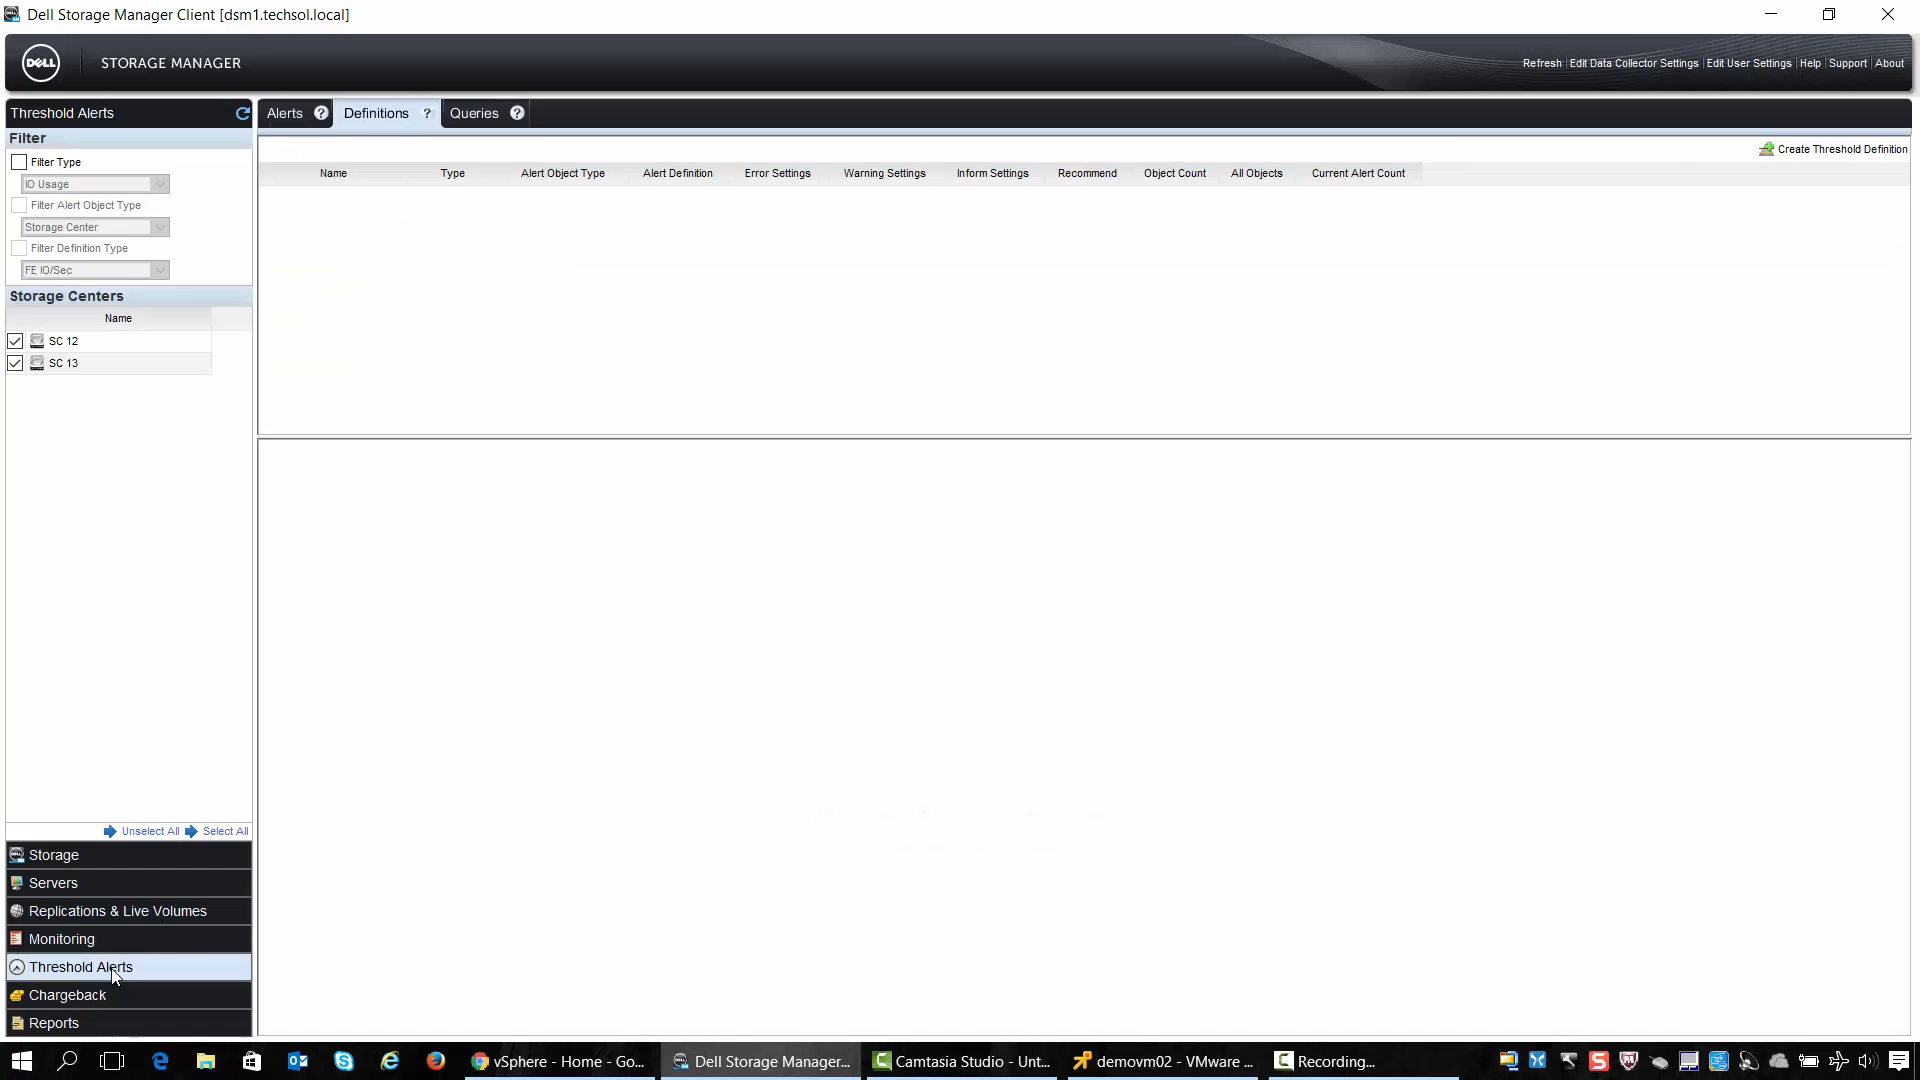 Dell Storage Manager Client [dsm1.techsol.local]
DELL STORAGE MANAGER
Refresh | Edit Data Collector Settings | Edit User Settings | Help | Support | About
Threshold Alerts
Alerts ? Definitions ? Queries ?
Filter
Filter Type
IO Usage
Filter Alert Object Type
Storage Center
Filter Definition Type
FE IO/Sec
Storage Centers
Name
SC 12
SC 13
Create Threshold Definition
Name Type Alert Object Type Alert Definition Error Settings Warning Settings Inform Settings Recommend Object Count All Objects Current Alert Count
Unselect All Select All
Storage
Servers
Replications & Live Volumes
Monitoring
Threshold Alerts
Chargeback
Reports
vSphere - Home - Go... Dell Storage Manager... Camtasia Studio - Unt... demovm02 - VMware ... Recording...